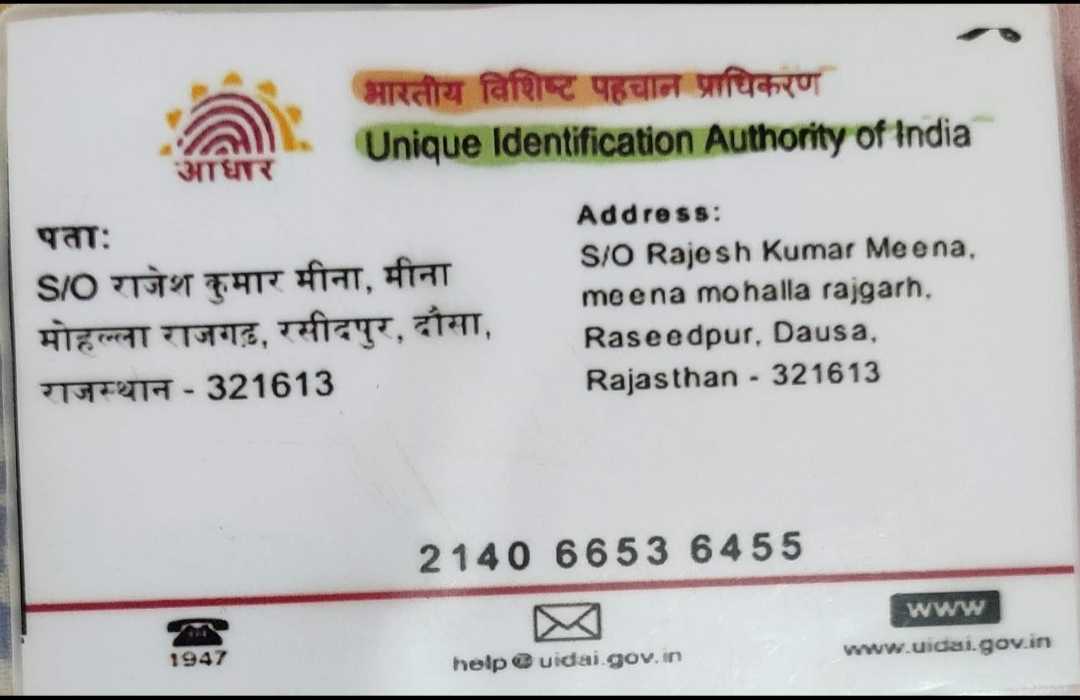 भारतीय विशिष्ट पहचान प्राधिकरण
Unique Identification Authority of India
आधार
पता:
S/O राजेश कुमार मीना, मीना
मोहल्ला राजगढ़, रसीदपुर, दौसा,
राजस्थान - 321613
Address:
S/O Rajesh Kumar Meena,
meena mohalla rajgarh,
Raseedpur, Dausa,
Rajasthan - 321613
2140 6653 6455
1947
help@uidai.gov.in
www
www.uidai.gov.in